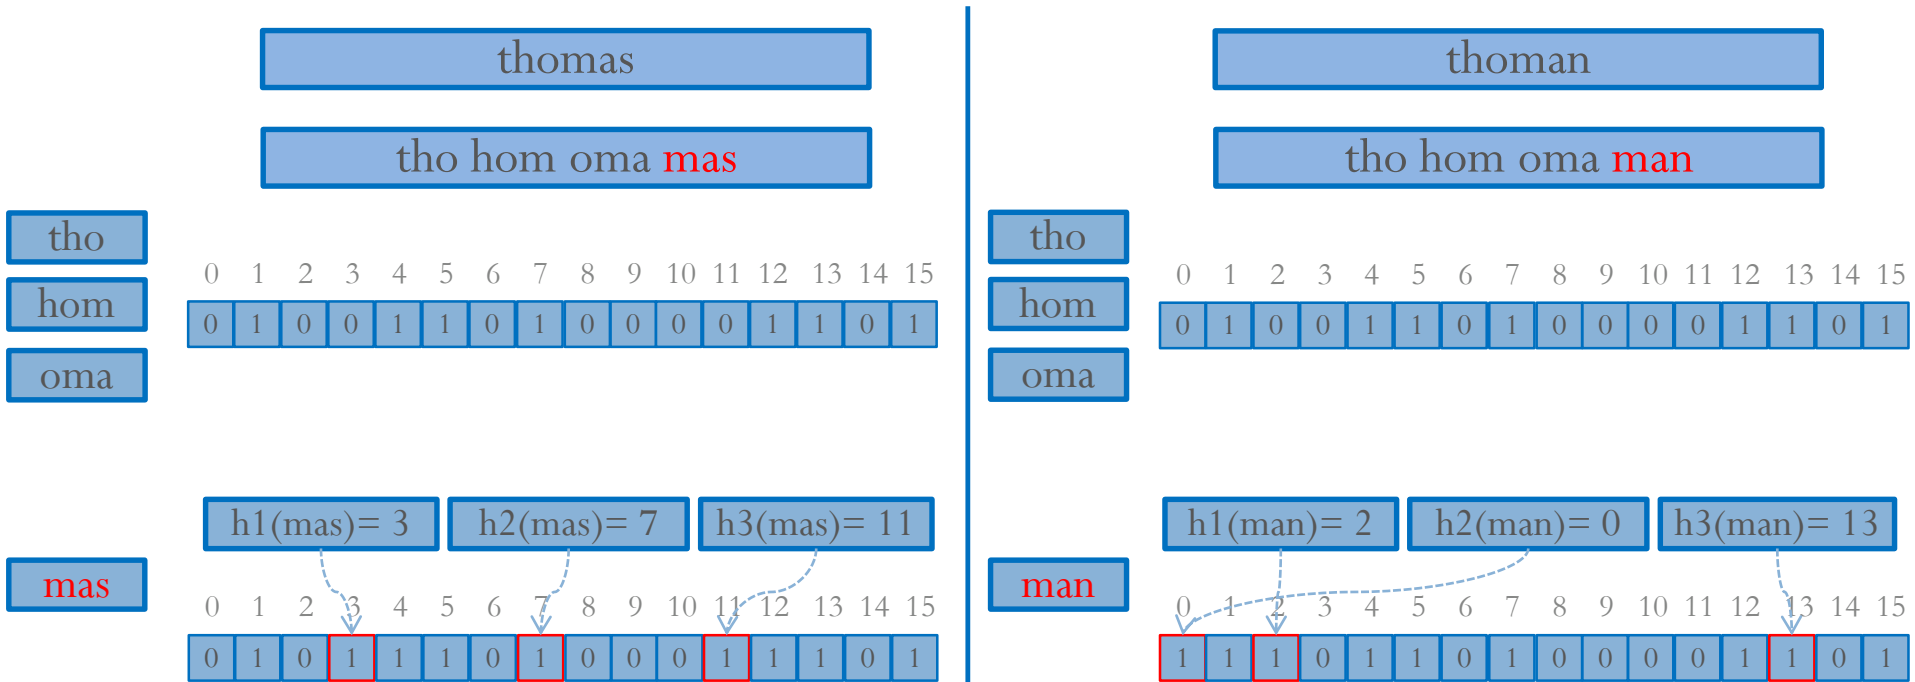 thomas
tho hom oma mas
tho
hom
oma
0 1 2 3 4 5 6 7 8 9 10 11 12 13 14 15
0 1 0 0 1 1 0 1 0 0 0 0 1 1 0 1
h1(mas)= 3 h2(mas)= 7 h3(mas)= 11
mas
0 1 2 3 4 5 6 7 8 9 10 11 12 13 14 15
0 1 0 1 1 1 0 1 0 0 0 1 1 1 0 1
thoman
tho hom oma man
tho
hom
oma
0 1 2 3 4 5 6 7 8 9 10 11 12 13 14 15
0 1 0 0 1 1 0 1 0 0 0 0 1 1 0 1
h1(man)= 2 h2(man)= 0 h3(man)= 13
man
0 1 2 3 4 5 6 7 8 9 10 11 12 13 14 15
1 1 1 0 1 1 0 1 0 0 0 0 1 1 0 1